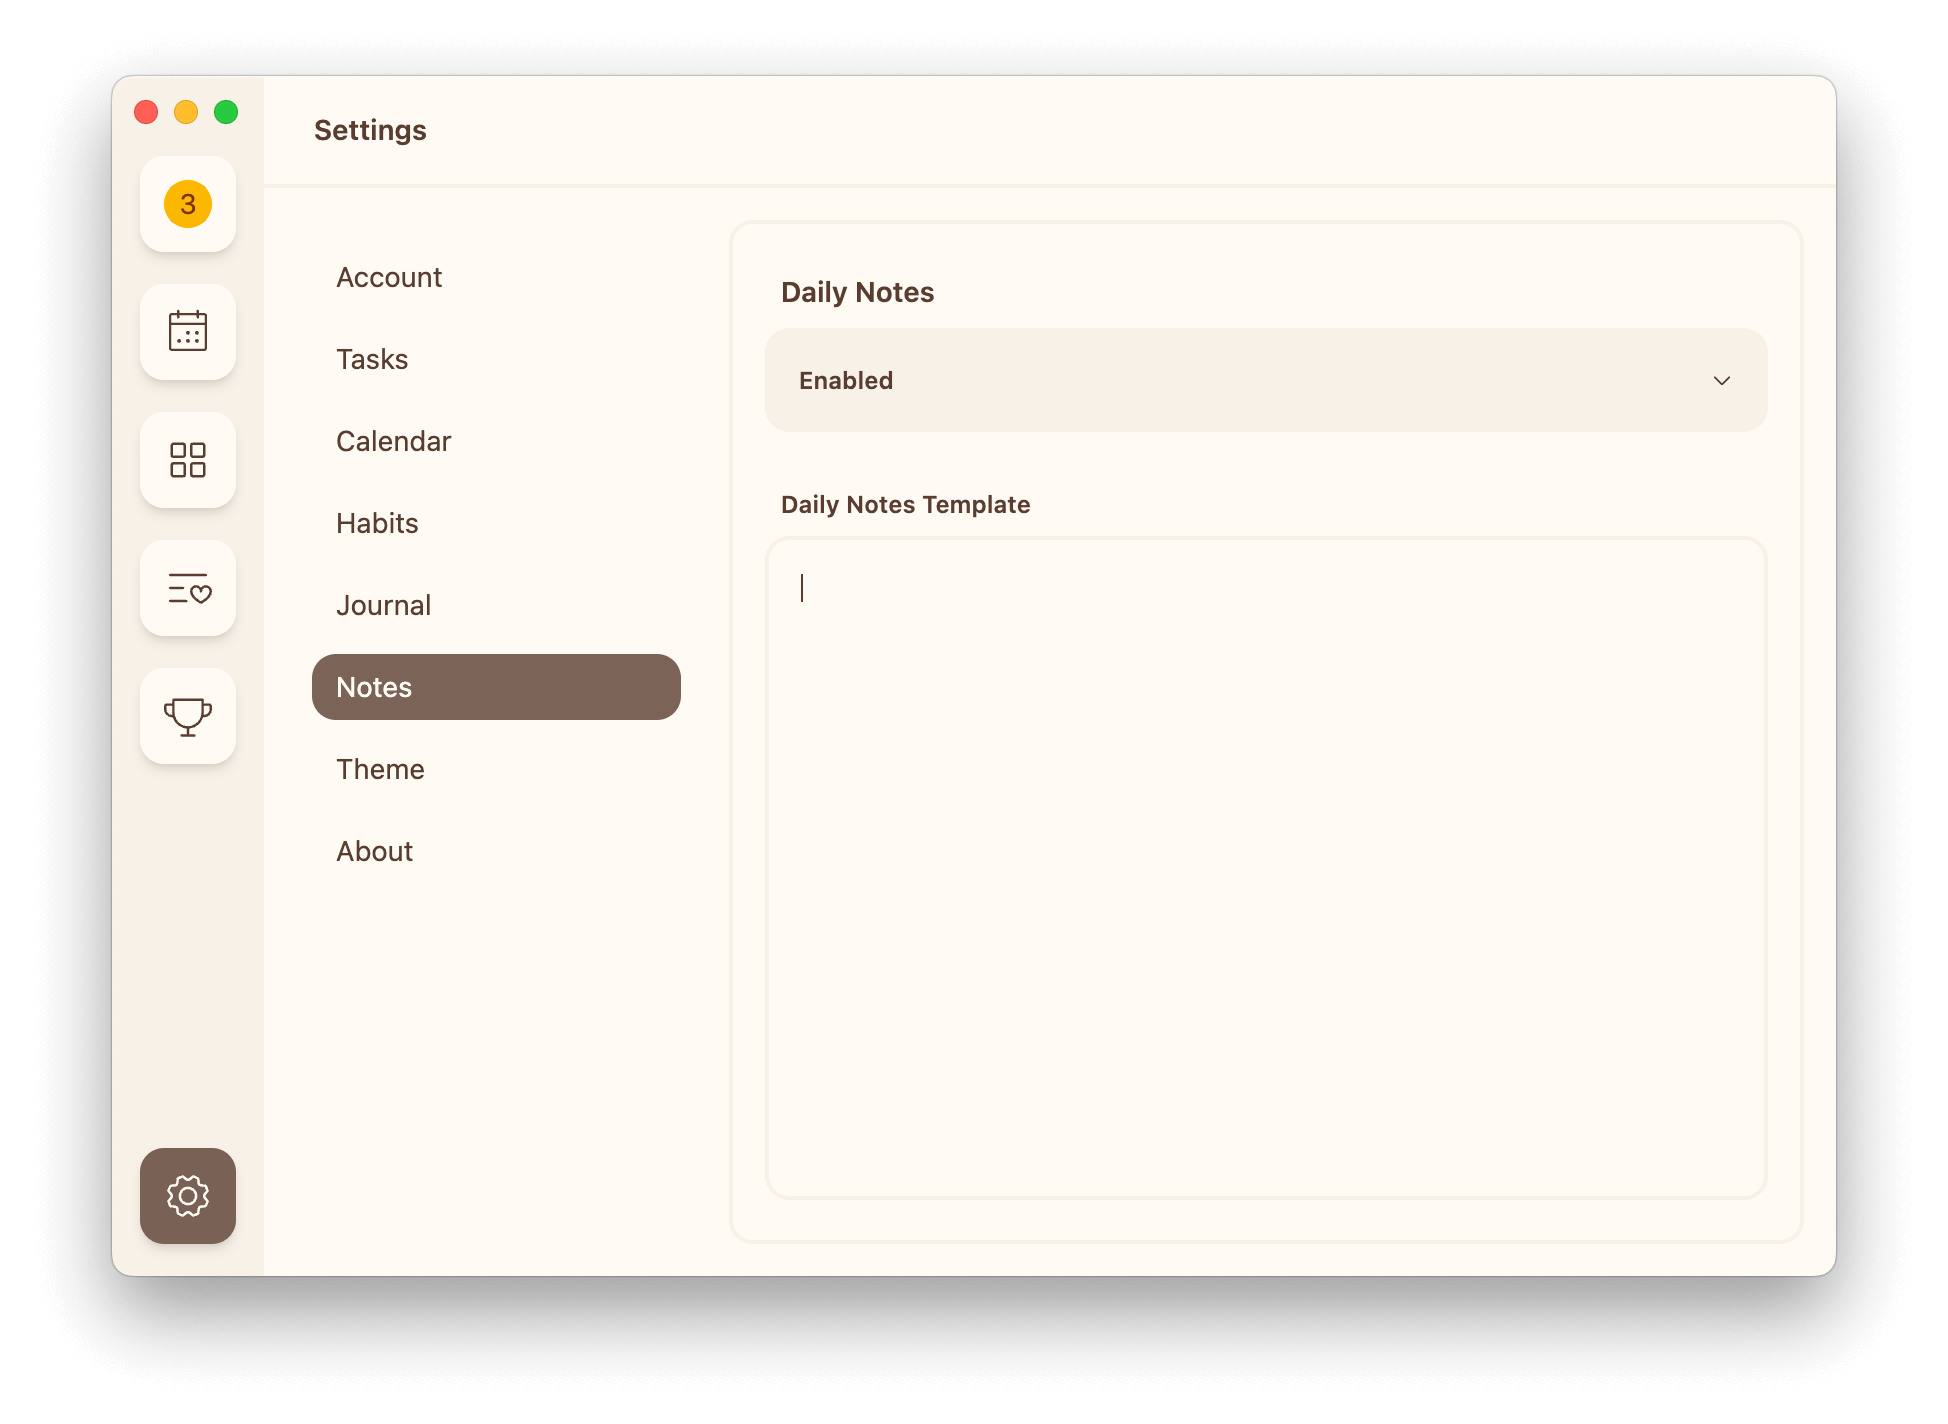 Settings
3
Account
Tasks
Calendar
Habits
Journal
Notes
Theme
About
Daily Notes
Enabled
Daily Notes Template